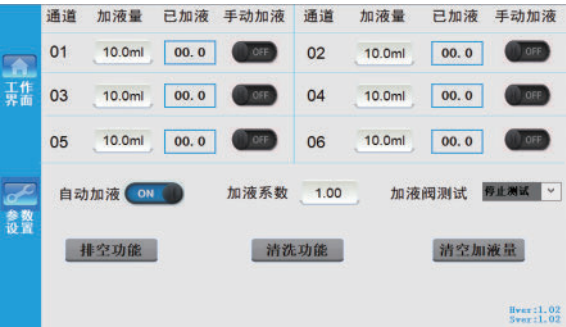 通道 加液量 已加液 手动加液 通道 加液量 已加液 手动加液
01 10.0ml 00.0 OFF 02 10.0ml 00.0 OFF
工作
界面
03 10.0ml 00.0 OFF 04 10.0ml 00.0 OFF
05 10.0ml 00.0 OFF 06 10.0ml 00.0 OFF
自动加液 ON 加液系数 1.00 加液阀测试 停止测试
参数
设置
排空功能 清洗功能 清空加液量
Hver:1.02
Sver:1.02